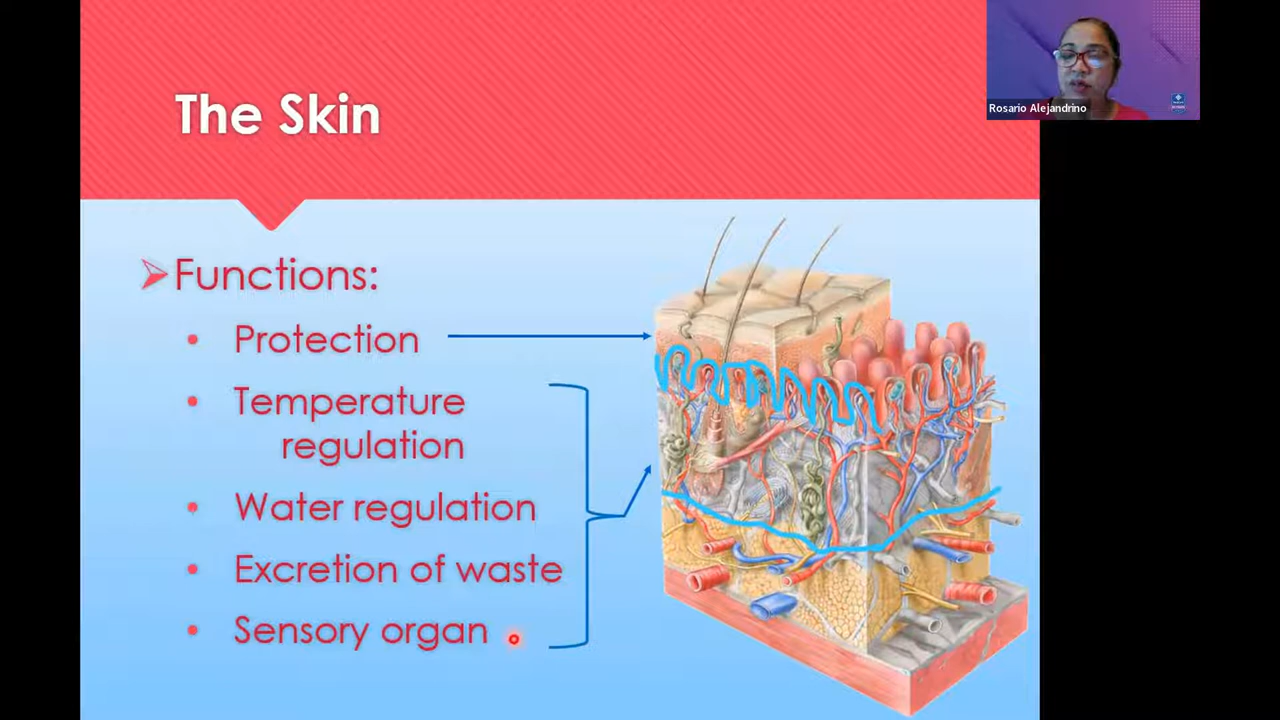 The Skin
Rosario Alejandrino
Functions:
Protection
Temperature
regulation
Water regulation
Excretion of waste
Sensory organ